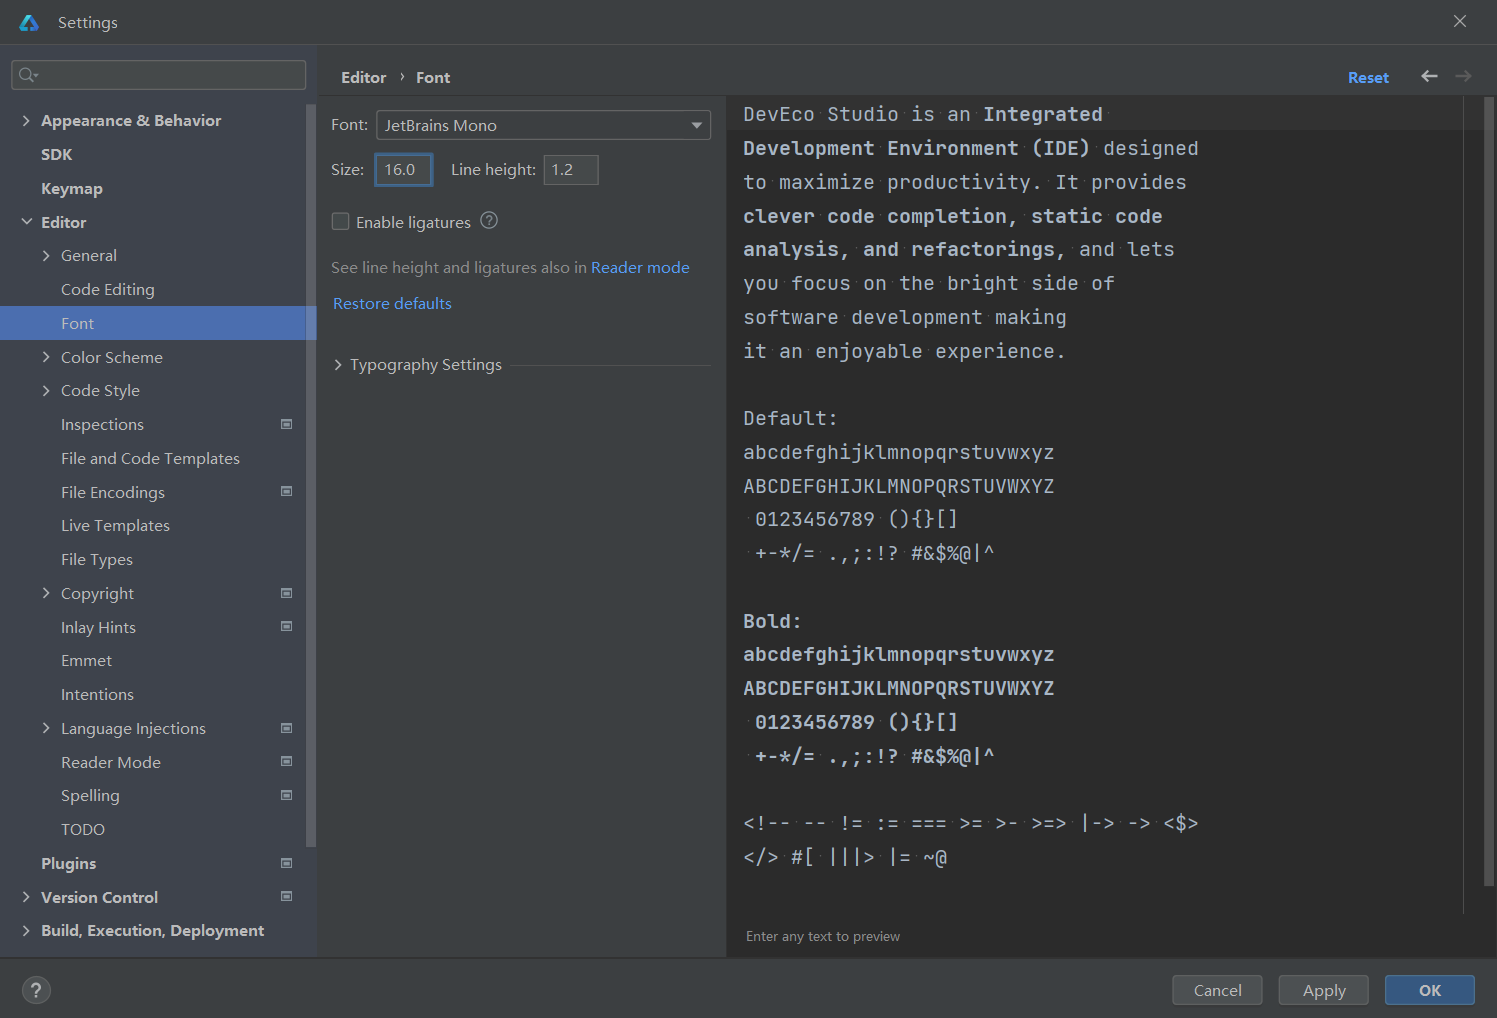 Settings
Appearance & Behavior
SDK
Keymap
Editor
General
Code Editing
Font
Color Scheme
Code Style
Inspections
File and Code Templates
File Encodings
Live Templates
File Types
Copyright
Inlay Hints
Emmet
Intentions
Language Injections
Reader Mode
Spelling
TODO
Plugins
Version Control
Build, Execution, Deployment
Editor › Font
Reset
Font: JetBrains Mono
Size: 16.0 Line height: 1.2
Enable ligatures ?
See line height and ligatures also in Reader mode
Restore defaults
Typography Settings
DevEco Studio is an Integrated
Development Environment (IDE) designed
to maximize productivity. It provides
clever code completion, static code
analysis, and refactorings, and lets
you focus on the bright side of
software development making
it an enjoyable experience.
Default:
abcdefghijklmnopqrstuvwxyz
ABCDEFGHIJKLMNOPQRSTUVWXYZ
0123456789 (){}[]
+-*/= .,;:!? #&$%@|^
Bold:
abcdefghijklmnopqrstuvwxyz
ABCDEFGHIJKLMNOPQRSTUVWXYZ
0123456789 (){}[]
+-*/= .,;:!? #&$%@|^
<!-- -- != := === >= >- >=> |-> -> <$>
</> #[ |||> |= ~@
Enter any text to preview
?
Cancel
Apply
OK